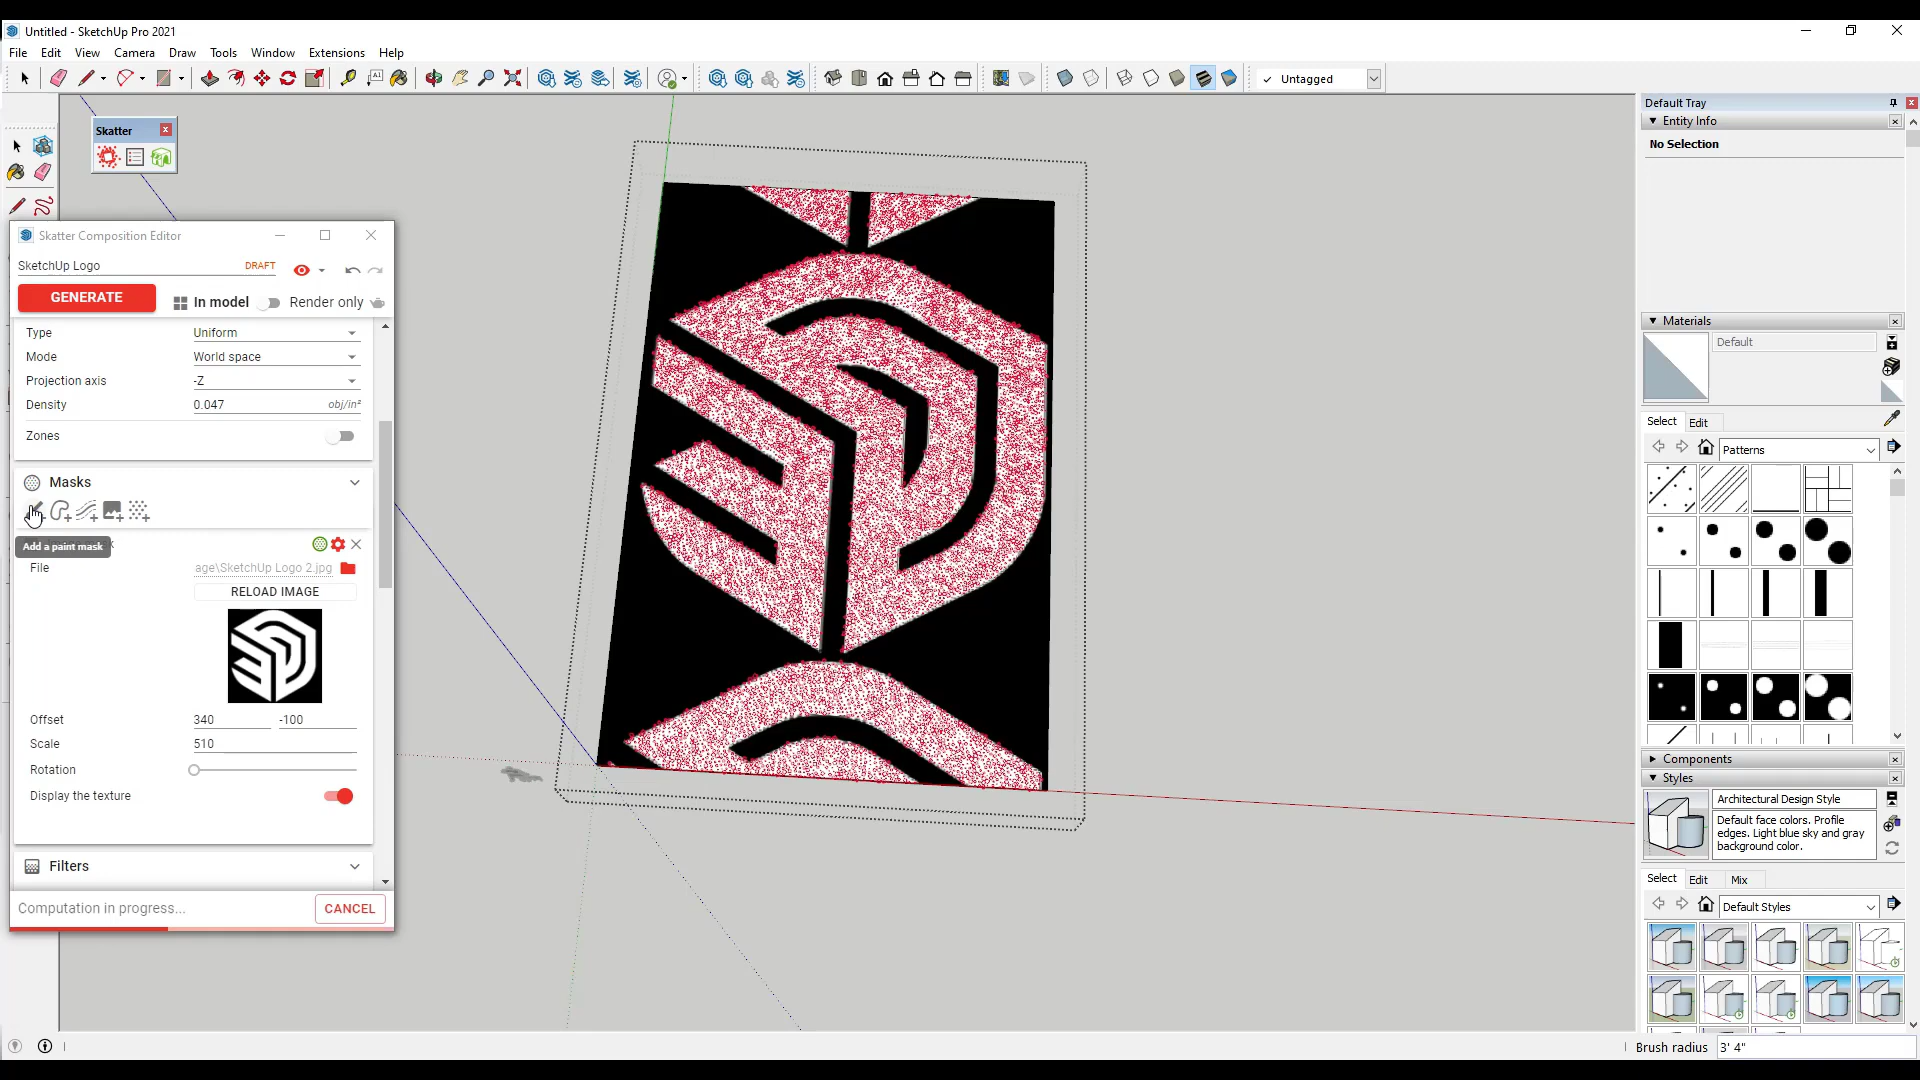 Untitled - SketchUp Pro 2021
File Edit View Camera Draw Tools Window Extensions Help
Untagged
Skatter
Skatter Composition Editor
SketchUp Logo DRAFT
GENERATE In model Render only
Type Uniform
Mode World space
Projection axis -Z
Density 0.047 obj/in²
Zones
Masks
Add a paint mask
File age\SketchUp Logo 2.jpg
RELOAD IMAGE
Offset 340 -100
Scale 510
Rotation
Display the texture
Filters
Computation in progress... CANCEL
Default Tray
Entity Info
No Selection
Materials
Default
Select Edit
Patterns
Components
Styles
Architectural Design Style
Default face colors. Profile
edges. Light blue sky and gray
background color.
Select Edit Mix
Default Styles
Brush radius 3' 4"